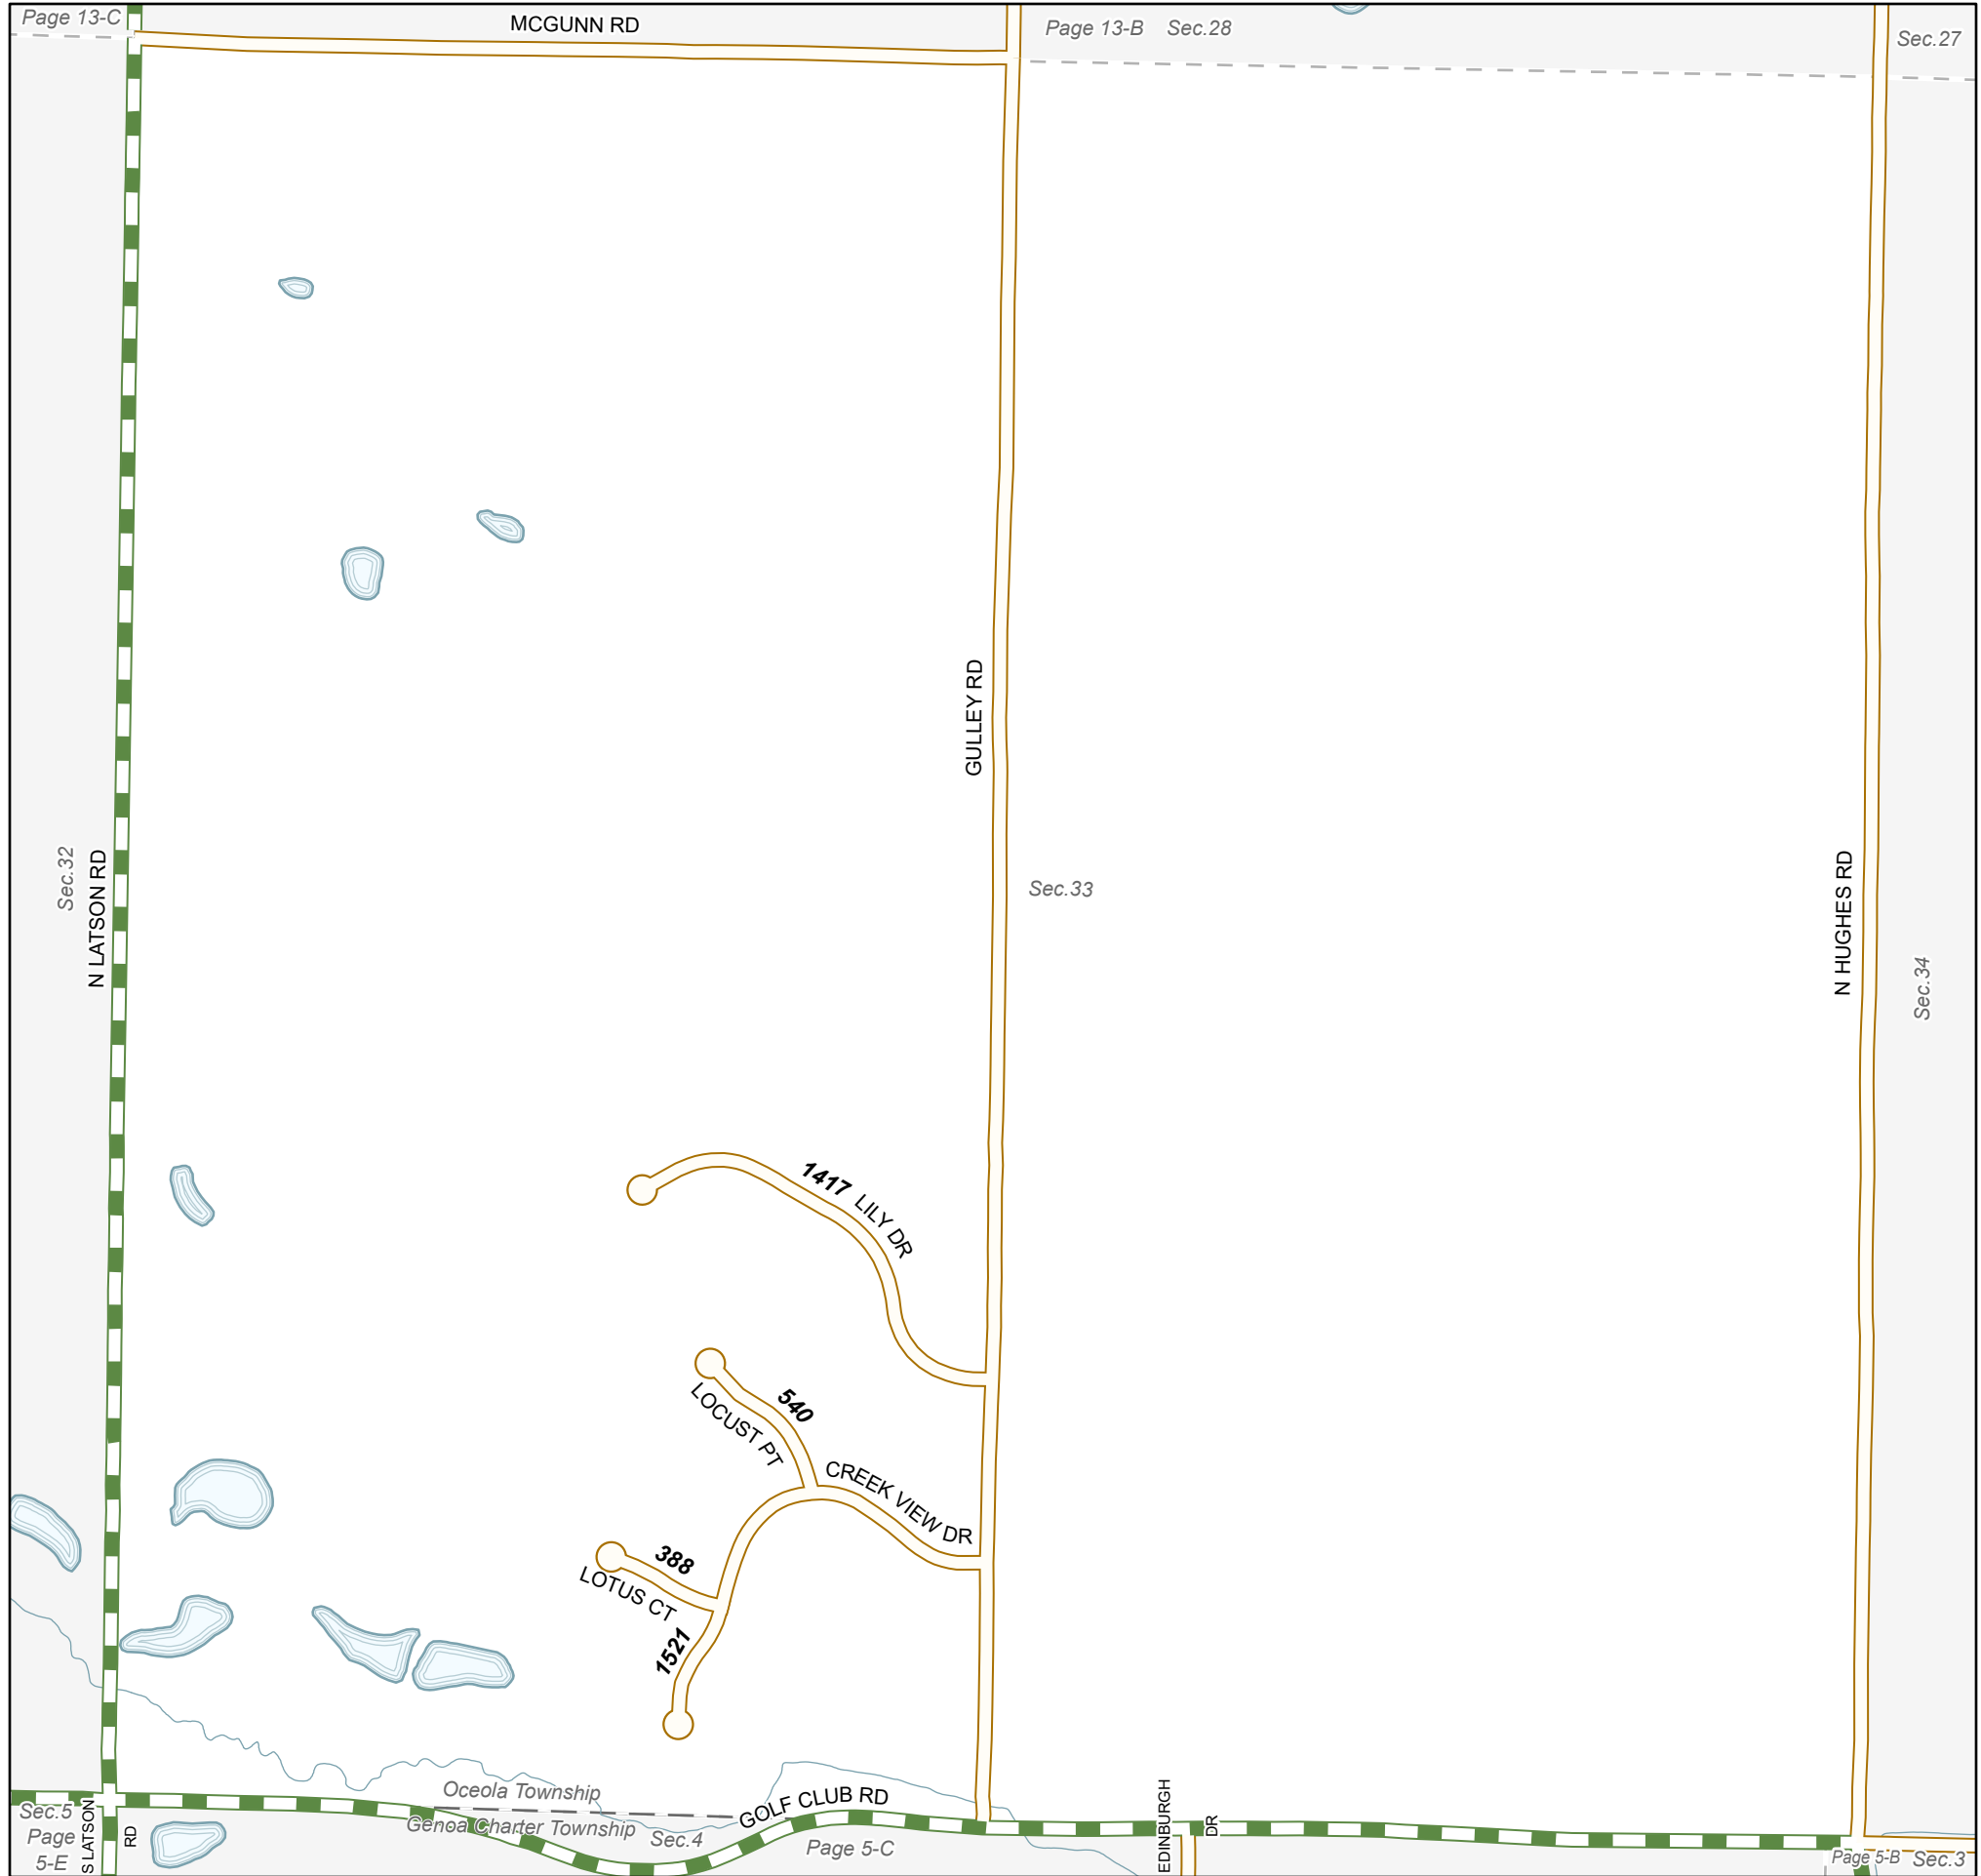 Page 13-C
MCGUNN RD
Page 13-B Sec.28
Sec.27
GULLEY RD
Sec.32
N LATSON RD
Sec.33
N HUGHES RD
Sec.34
1417 LILY DR
540
LOCUST PT
CREEK VIEW DR
388
LOTUS CT
1521
Oceola Township
GOLF CLUB RD
Genoa Charter Township
Sec.4
Page 5-C
Sec.5
Page
5-E
S LATSON
RD
EDINBURGH
DR
Page 5-B Sec.3